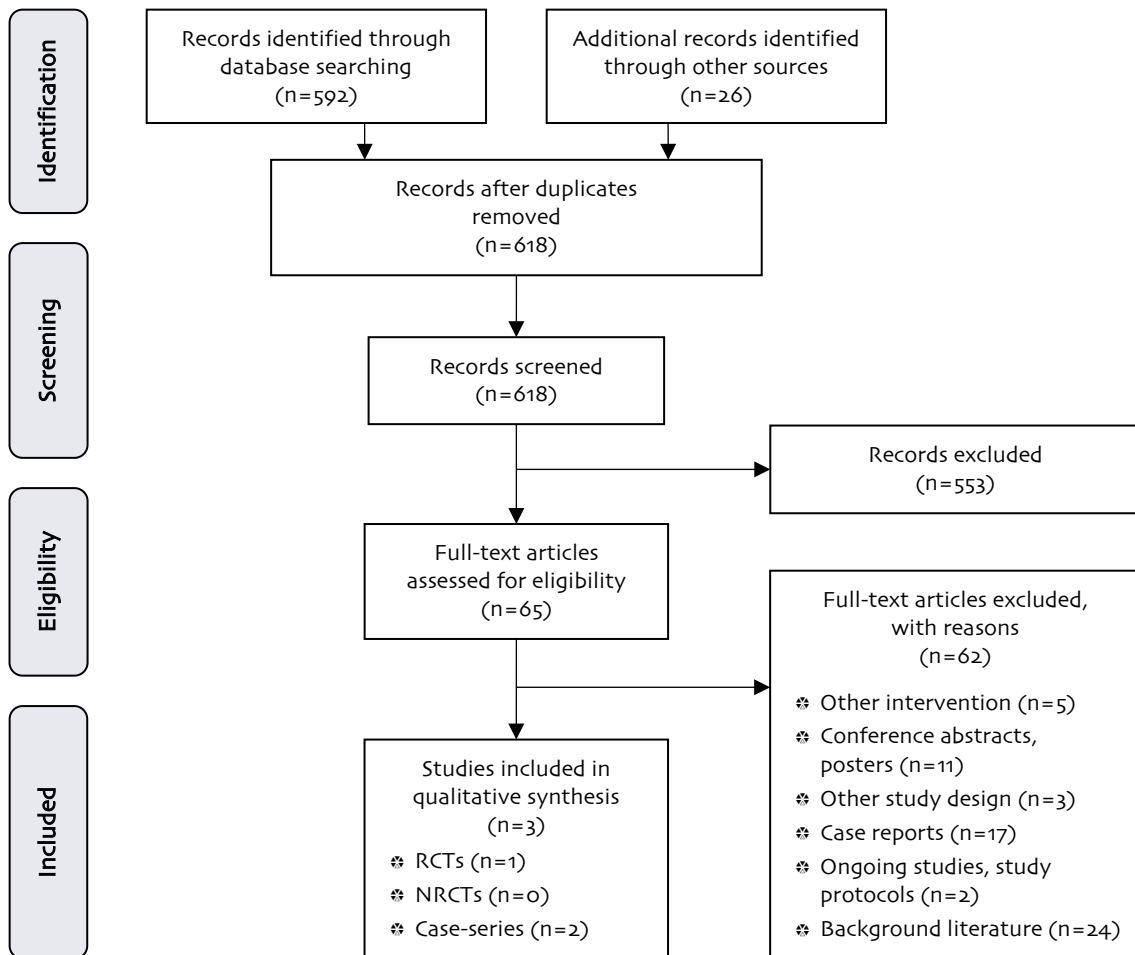 Identification
Records identified through
database searching
(n=592)
Additional records identified
through other sources
(n=26)
Records after duplicates
removed
(n=618)
Screening
Records screened
(n=618)
Records excluded
(n=553)
Eligibility
Full-text articles
assessed for eligibility
(n=65)
Full-text articles excluded,
with reasons
(n=62)
Other intervention (n=5)
Conference abstracts,
posters (n=11)
Other study design (n=3)
Case reports (n=17)
Ongoing studies, study
protocols (n=2)
Background literature (n=24)
Included
Studies included in
qualitative synthesis
(n=3)
RCTs (n=1)
NRCTs (n=0)
Case-series (n=2)